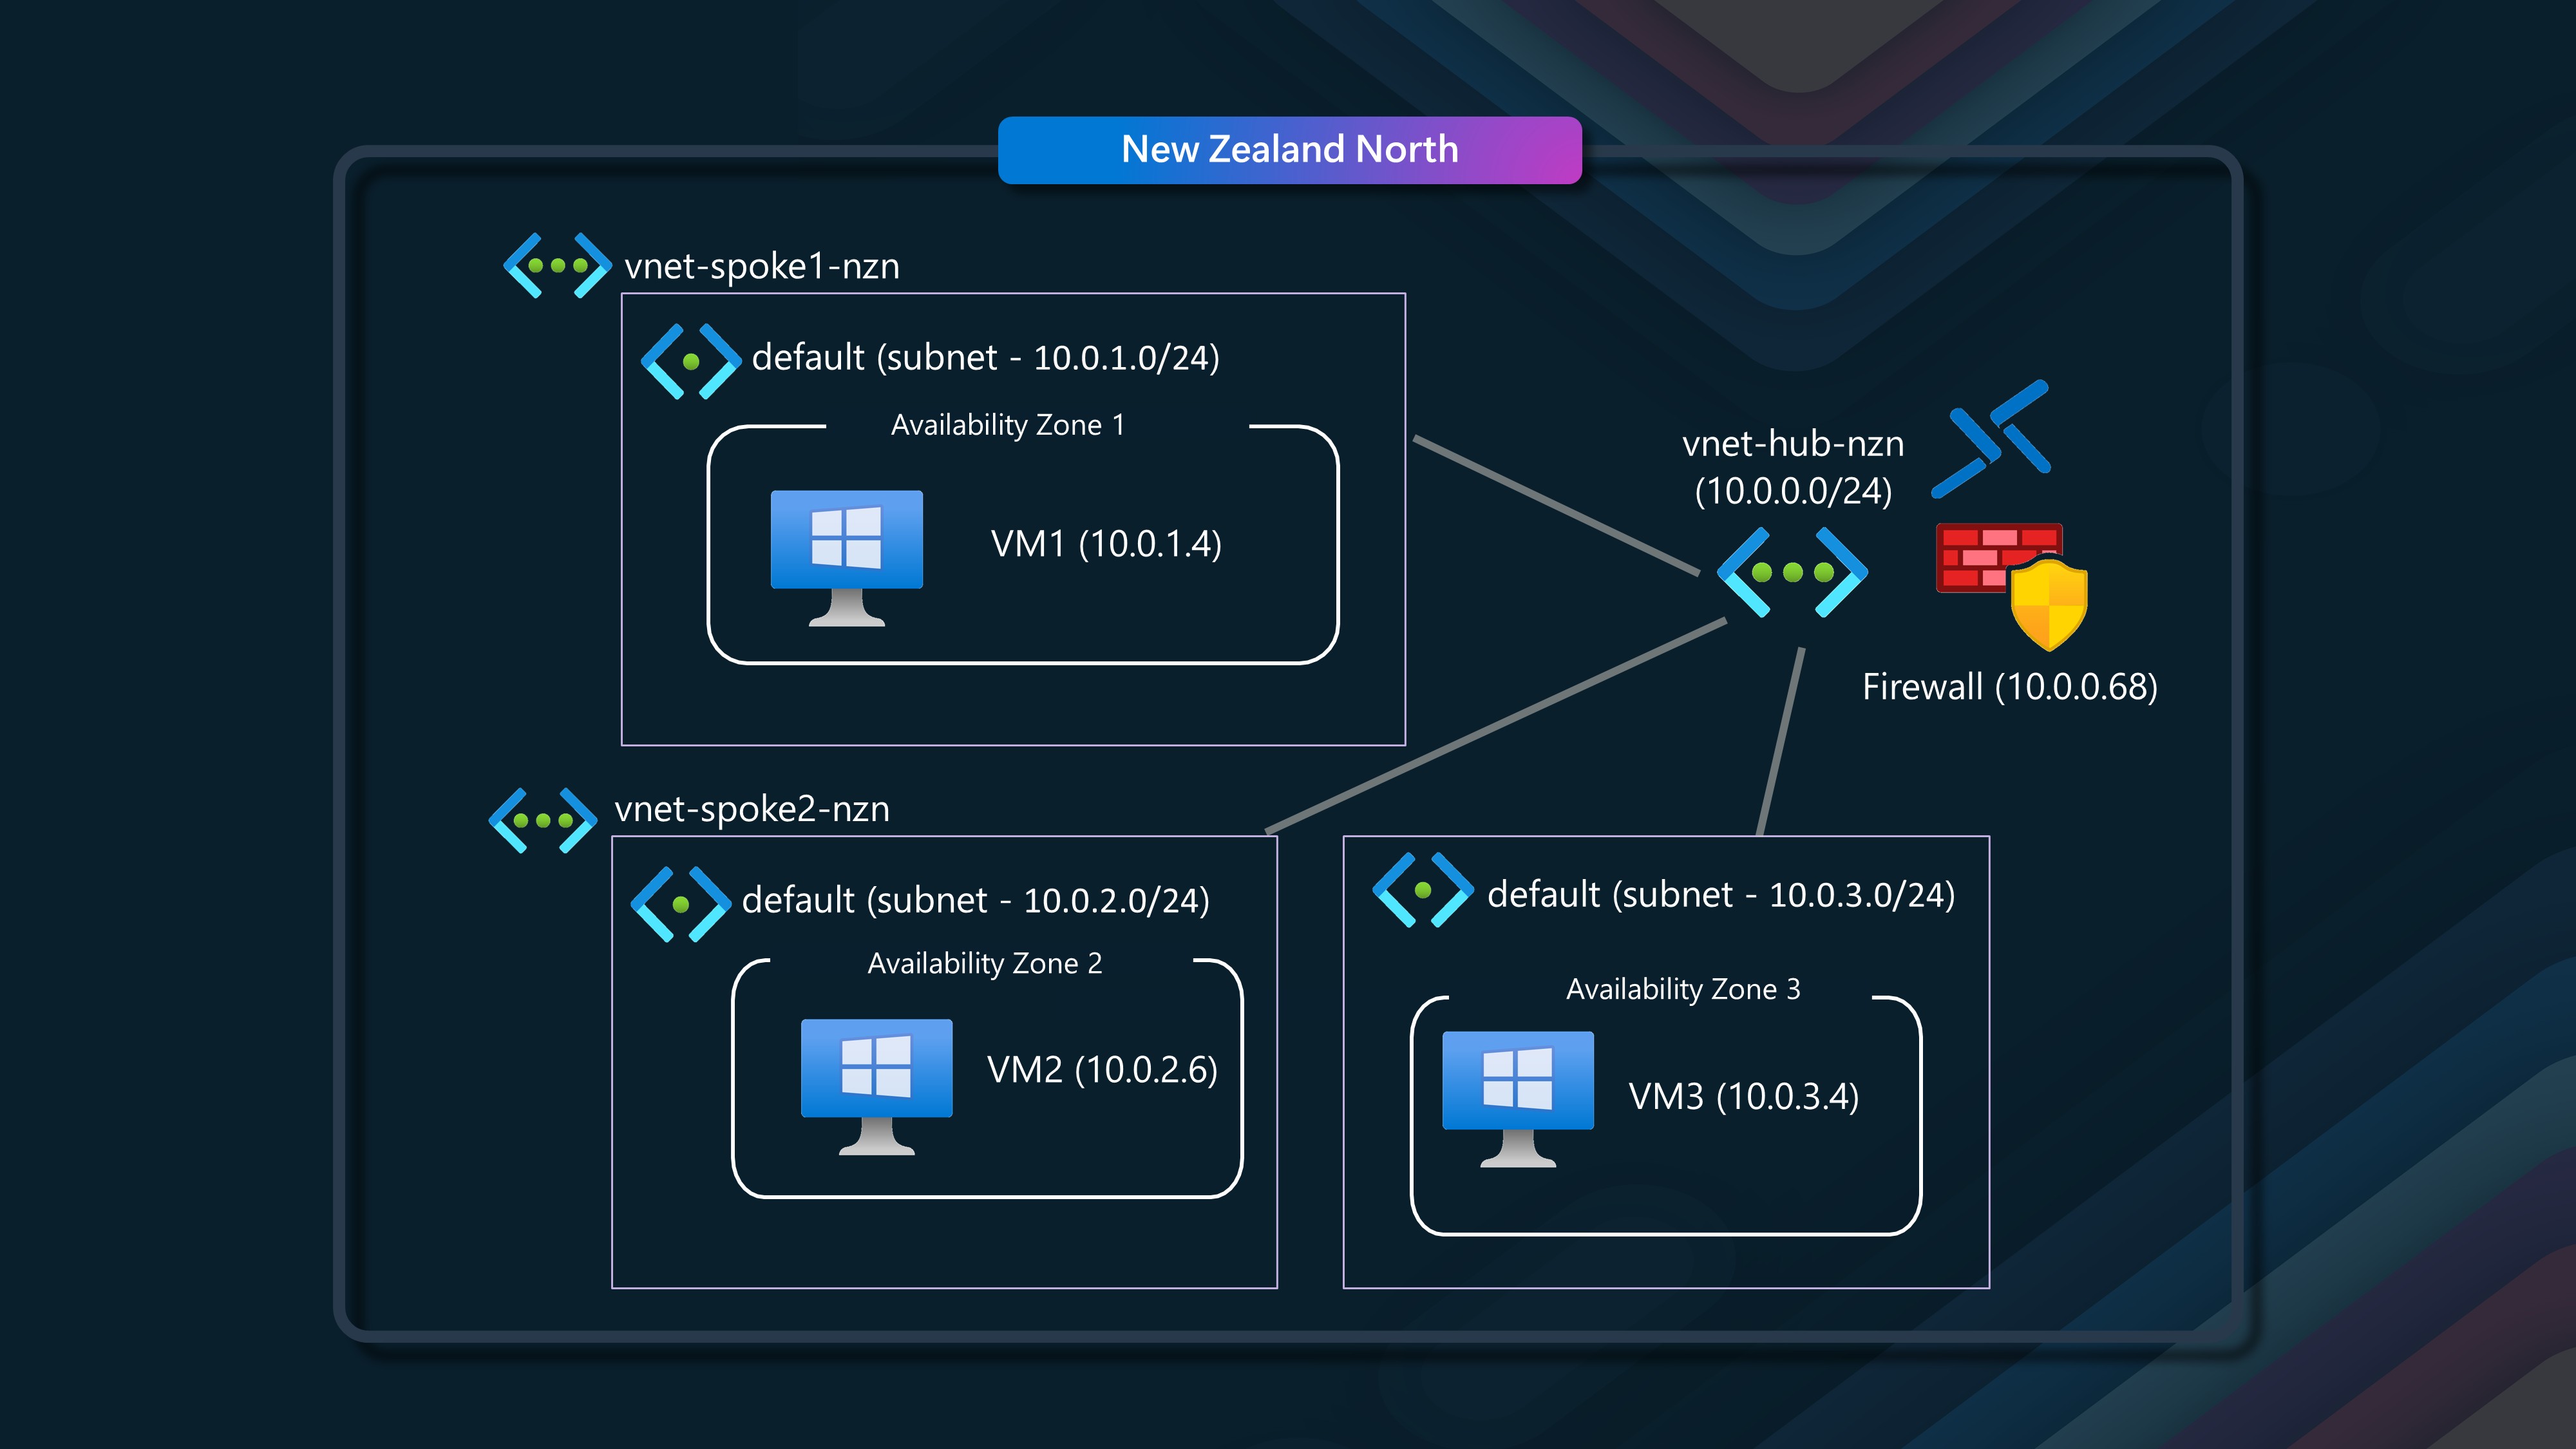 New Zealand North
vnet-spoke1-nzn
default (subnet - 10.0.1.0/24)
Availability Zone 1
VM1 (10.0.1.4)
vnet-hub-nzn
(10.0.0.0/24)
Firewall (10.0.0.68)
vnet-spoke2-nzn
default (subnet - 10.0.2.0/24)
Availability Zone 2
VM2 (10.0.2.6)
default (subnet - 10.0.3.0/24)
Availability Zone 3
VM3 (10.0.3.4)